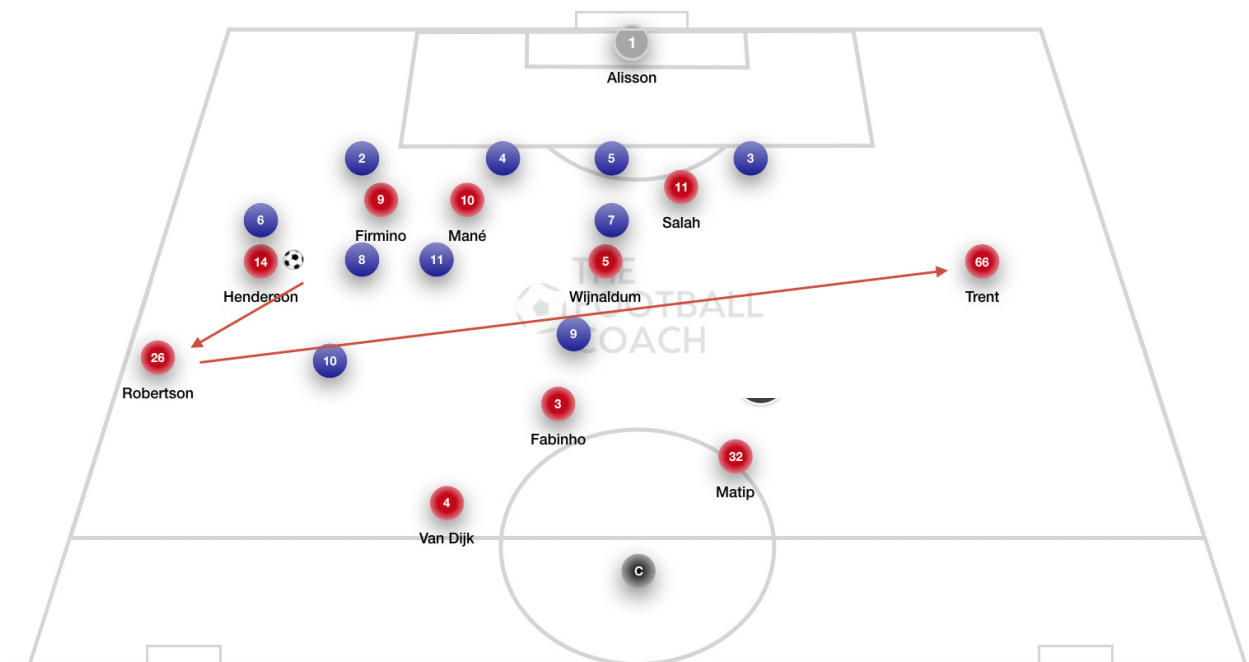 1
Alisson
2
4
5
3
9
10
11
6
7
Salah
Firmino
Mané
14
8
11
5
66
THE
Henderson
Wijnaldum
Trent
FOOTBALL
9
COACH
26
10
Robertson
3
Fabinho
32
Matip
4
Van Dijk
C